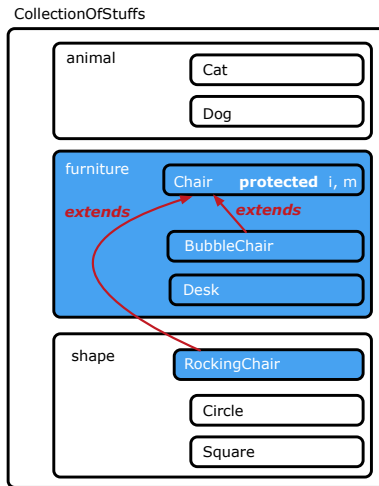 CollectionOfStuffs
animal
Cat
Dog
furniture
Chair protected i, m
extends
extends
BubbleChair
Desk
shape
RockingChair
Circle
Square